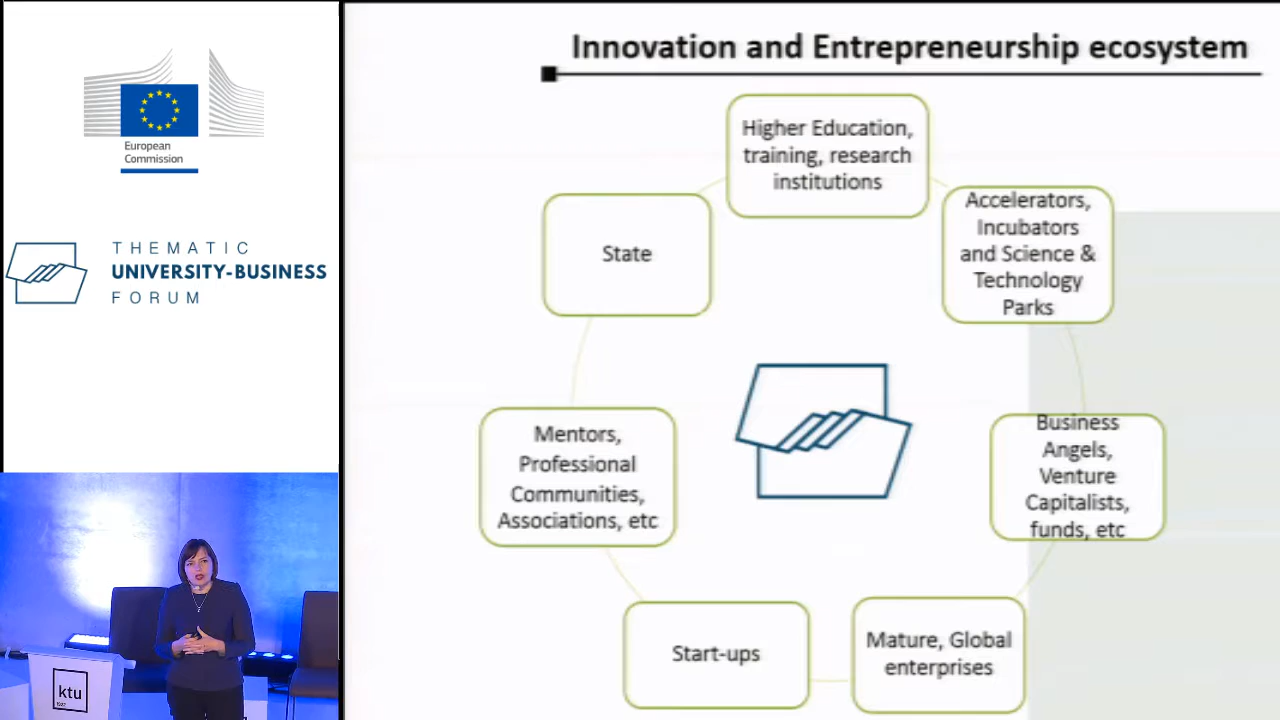 European
Commission
THEMATIC
UNIVERSITY-BUSINESS
FORUM
Innovation and Entrepreneurship ecosystem
Higher Education,
training, research
institutions
Accelerators,
Incubators
and Science &
Technology
Parks
State
Mentors,
Professional
Communities,
Associations, etc
Business
Angels,
Venture
Capitalists,
funds, etc
Start-ups
Mature, Global
enterprises
ktu